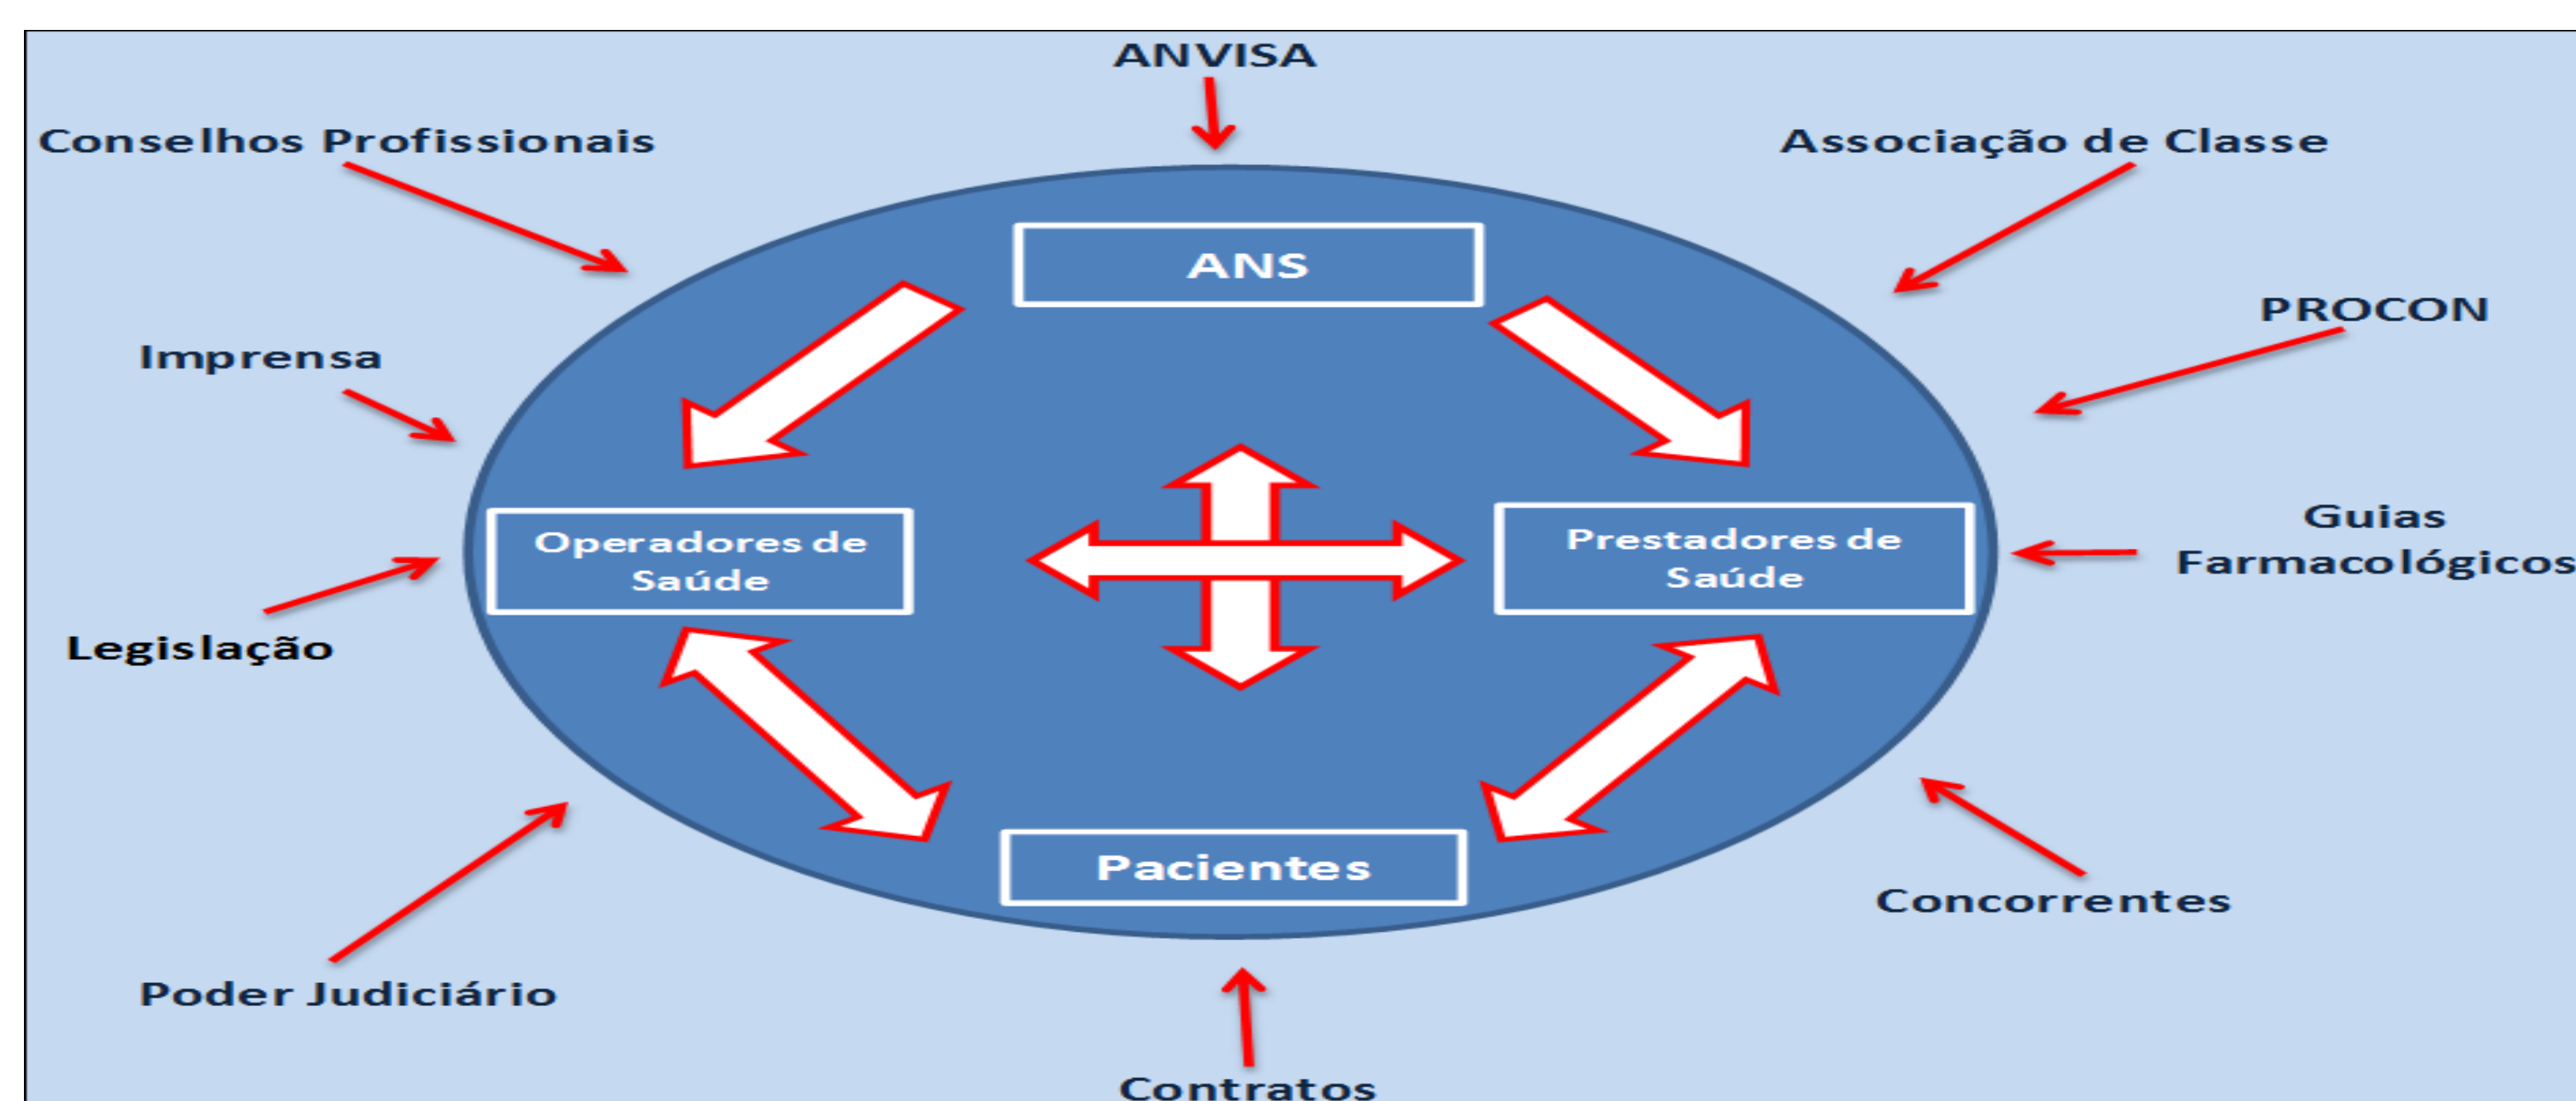 ANVISA
Conselhos Profissionais
Associação de Classe
ANS
PROCON
Imprensa
Operadores de
Saúde
Prestadores de
Saúde
Guias
Farmacológicos
Legislação
Pacientes
Concorrentes
Poder Judiciário
Contratos